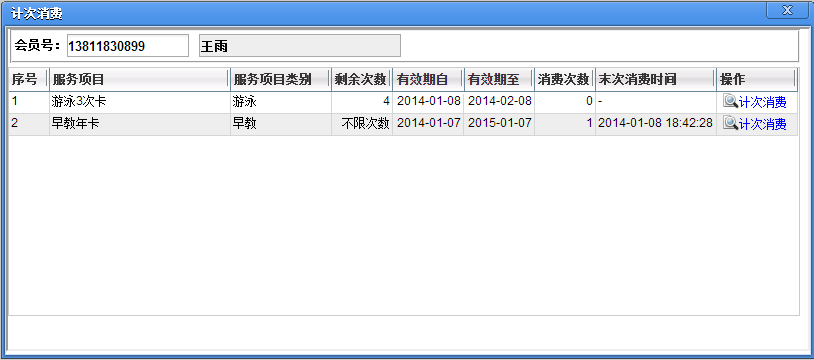 计次消费
会员号：13811830899 王雨
序号 服务项目 服务项目类别 剩余次数 有效期自 有效期至 消费次数 末次消费时间 操作
1 游泳3次卡 游泳 4 2014-01-08 2014-02-08 0 - 计次消费
2 早教年卡 早教 不限次数 2014-01-07 2015-01-07 1 2014-01-08 18:42:28 计次消费